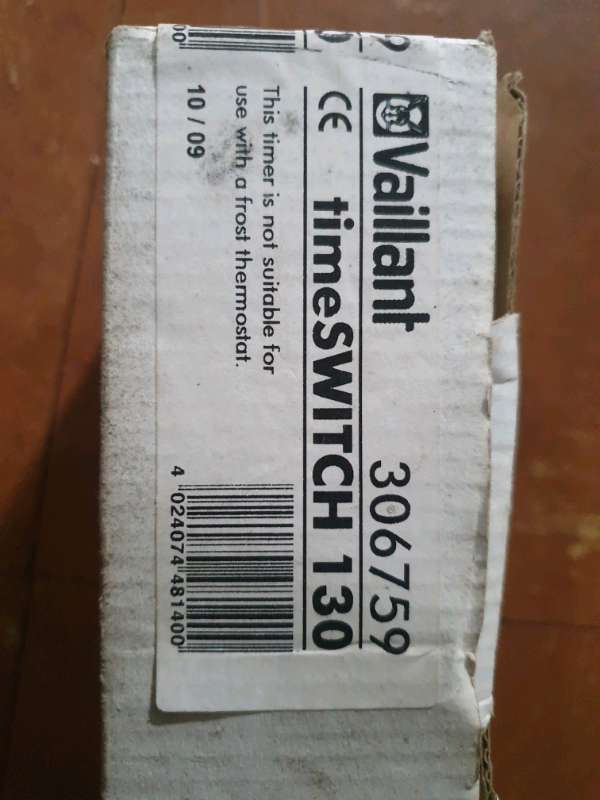 Vaillant 306759
CE timeSWITCH 130
This timer is not suitable for
use with a frost thermostat.
10 / 09
4 024074 481400